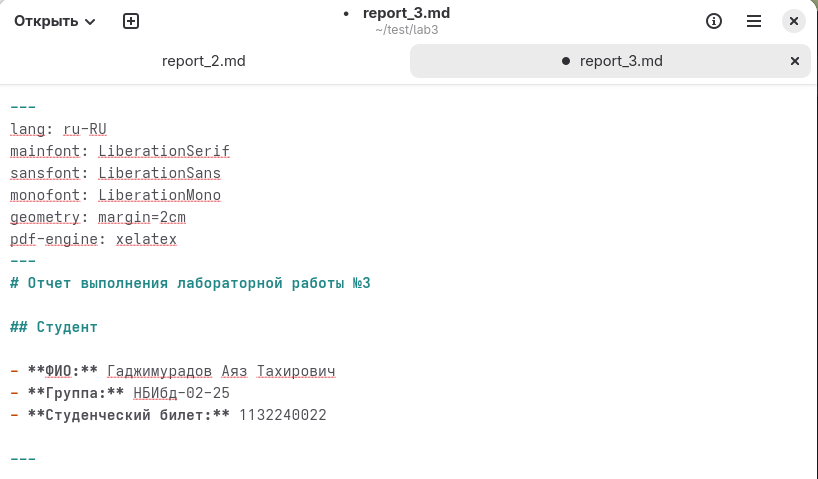 Открыть
• report_3.md
~/test/lab3
report_2.md
● report_3.md
---
lang: ru-RU
mainfont: LiberationSerif
sansfont: LiberationSans
monofont: LiberationMono
geometry: margin=2cm
pdf-engine: xelatex
---
# Отчет выполнения лабораторной работы №3
## Студент
- **ФИО:** Гаджимурадов Аяз Тахирович
- **Группа:** НБИбд-02-25
- **Студенческий билет:** 1132240022
---